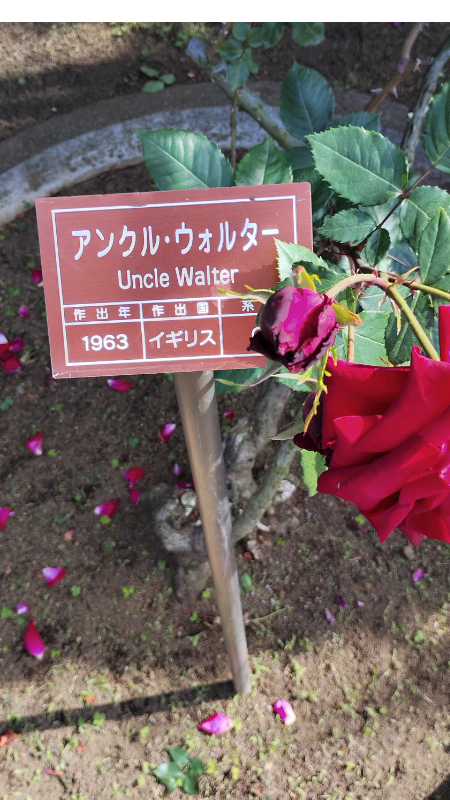 アンクル・ウォルター
Uncle Walter
作出年 作出国 系
1963 イギリス